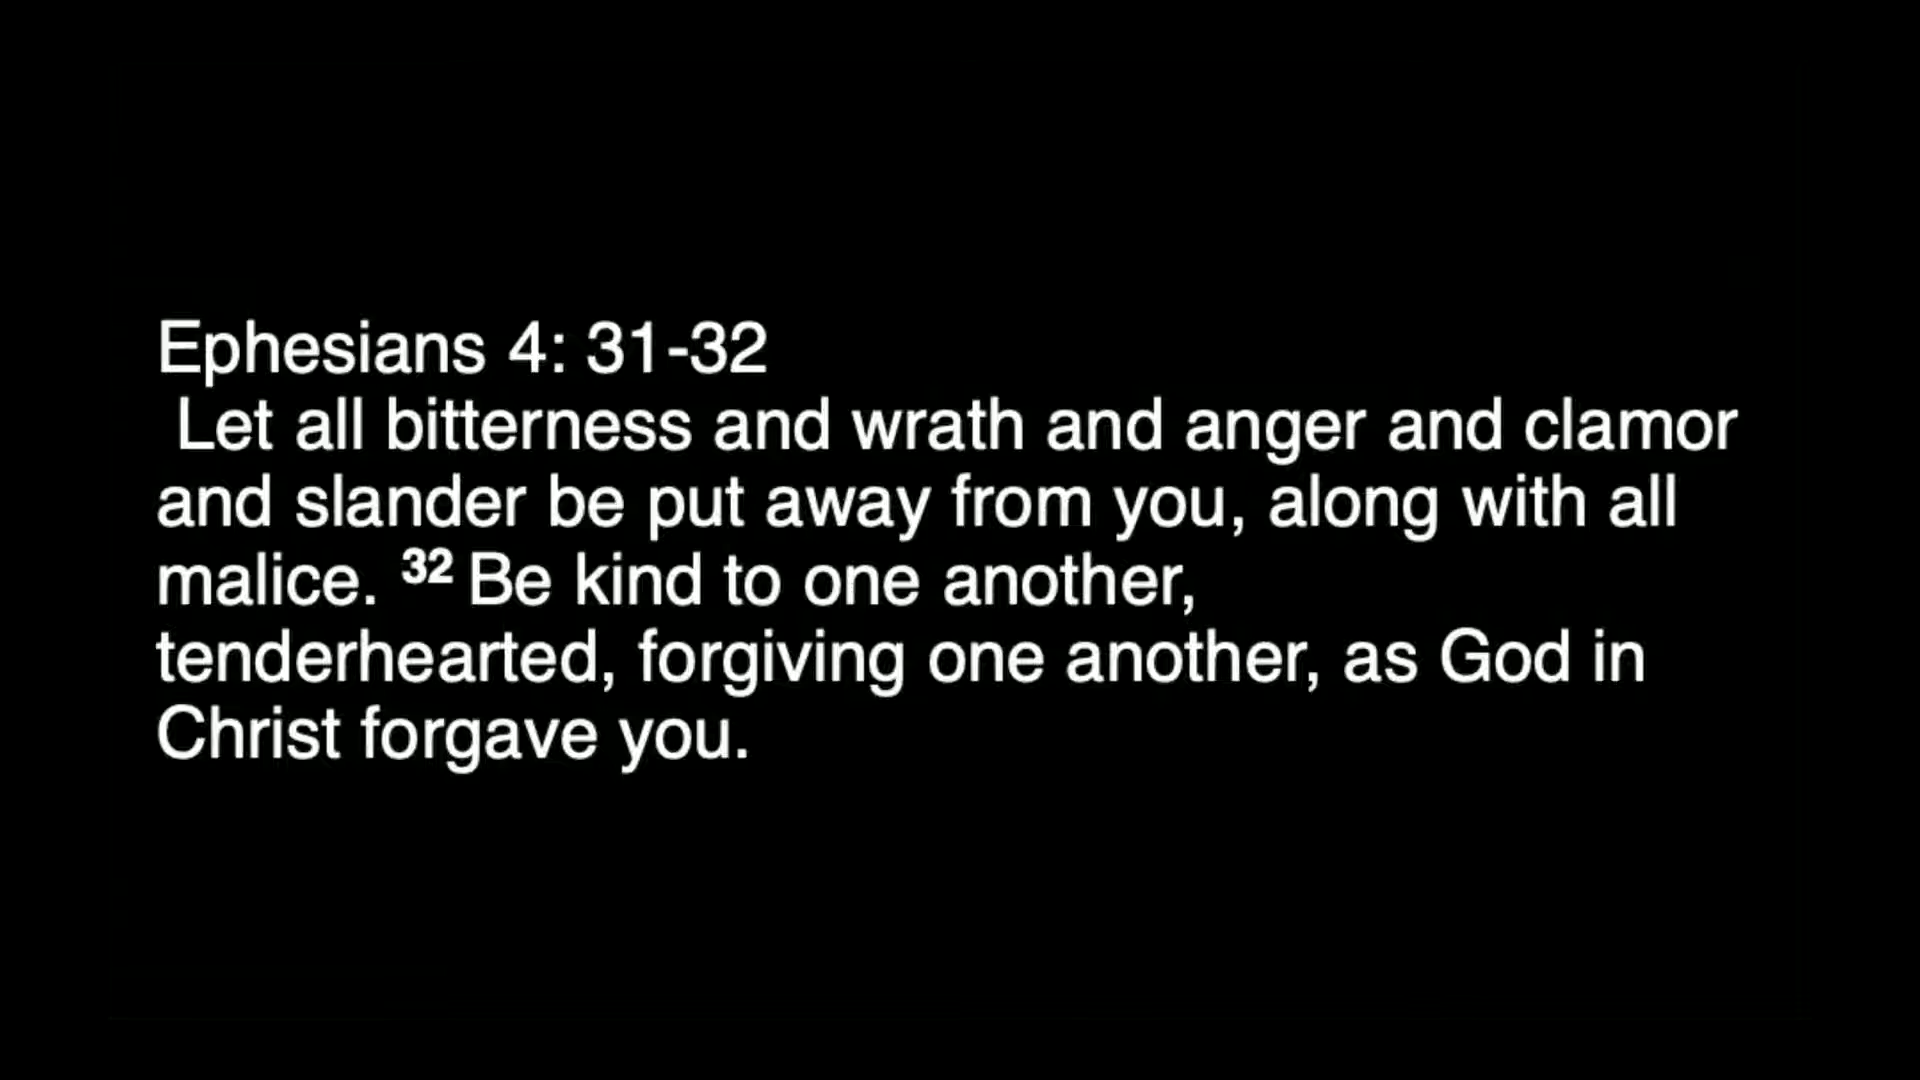 Ephesians 4: 31-32
Let all bitterness and wrath and anger and clamor
and slander be put away from you, along with all
malice. 32 Be kind to one another,
tenderhearted, forgiving one another, as God in
Christ forgave you.